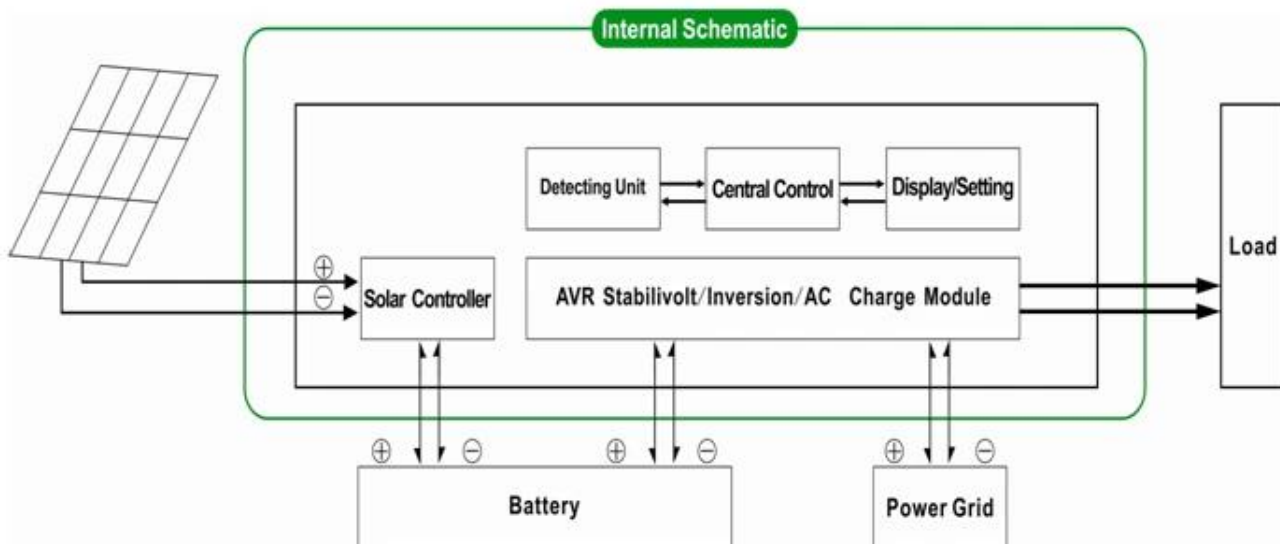 Internal Schematic
Detecting Unit
Central Control
Display/Setting
Load
⊕
⊖
Solar Controller
AVR Stabilivolt/Inversion/AC Charge Module
⊕ ⊖ ⊕ ⊖ ⊕ ⊖
Battery
Power Grid